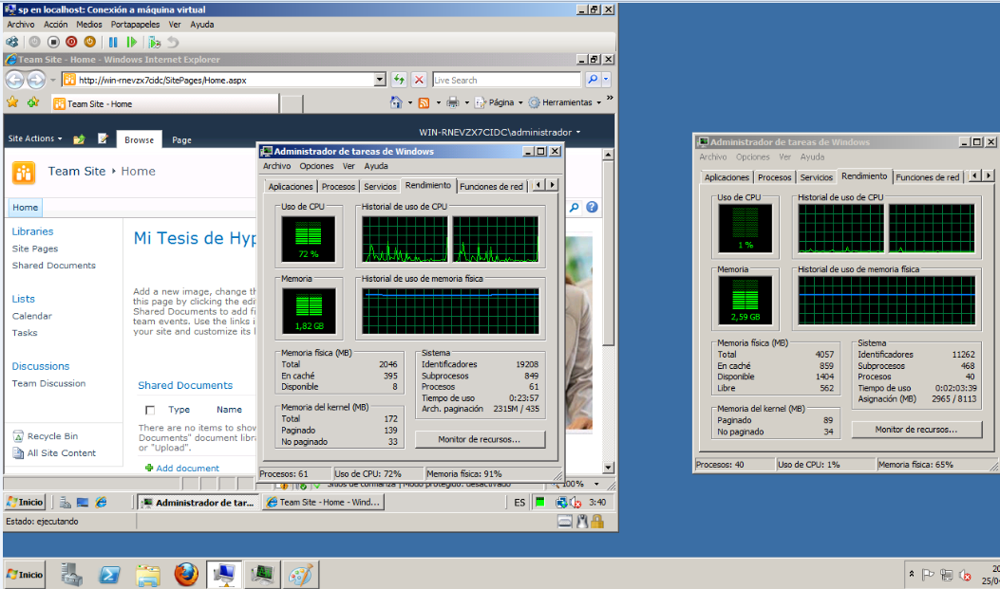 sp en localhost: Conexión a máquina virtual
Archivo Acción Medios Portapapeles Ver Ayuda
Team Site - Home - Windows Internet Explorer
http://win-rnevzx7cidc/SitePages/Home.aspx
Live Search
Team Site - Home
Página
Herramientas
»
WIN-RNEVZX7CIDC\administrador
Site Actions
Browse
Page
Team Site
Home
Home
Libraries
Site Pages
Shared Documents
Lists
Calendar
Tasks
Discussions
Team Discussion
Recycle Bin
All Site Content
Mi Tesis de Hyp
Add a new image, change th
this page by clicking the edi
Shared Documents to add fi
team events. Use the links i
your site and customize its l
Shared Documents
Type Name
There are no items to show
Documents" document libra
or "Upload".
Add document
Administrador de tareas de Windows
Archivo Opciones Ver Ayuda
Aplicaciones Procesos Servicios Rendimiento Funciones de red
Uso de CPU
Historial de uso de CPU
72 %
Memoria
Historial de uso de memoria física
1,82 GB
Memoria física (MB)
Total 2046
En caché 395
Disponible 8
Memoria del kernel (MB)
Total 172
Paginado 139
No paginado 33
Sistema
Identificadores 19208
Subprocesos 849
Procesos 61
Tiempo de uso 0:23:57
Arch. paginación 2315M / 435
Monitor de recursos...
Procesos: 61 Uso de CPU: 72% Memoria física: 91%
Sitios de confianza | Modo protegido: desactivado
100%
Inicio
Administrador de tar...
Team Site - Home - Wind...
ES
3:40
Estado: ejecutando
Administrador de tareas de Windows
Archivo Opciones Ver Ayuda
Aplicaciones Procesos Servicios Rendimiento Funciones de red
Uso de CPU
Historial de uso de CPU
1 %
Memoria
Historial de uso de memoria física
2,59 GB
Memoria física (MB)
Total 4057
En caché 859
Disponible 1404
Libre 562
Memoria del kernel (MB)
Paginado 89
No paginado 34
Sistema
Identificadores 11262
Subprocesos 468
Procesos 40
Tiempo de uso 0:02:03:39
Asignación (MB) 2965 / 8113
Monitor de recursos...
Procesos: 40 Uso de CPU: 1% Memoria física: 65%
Inicio
20
25/0